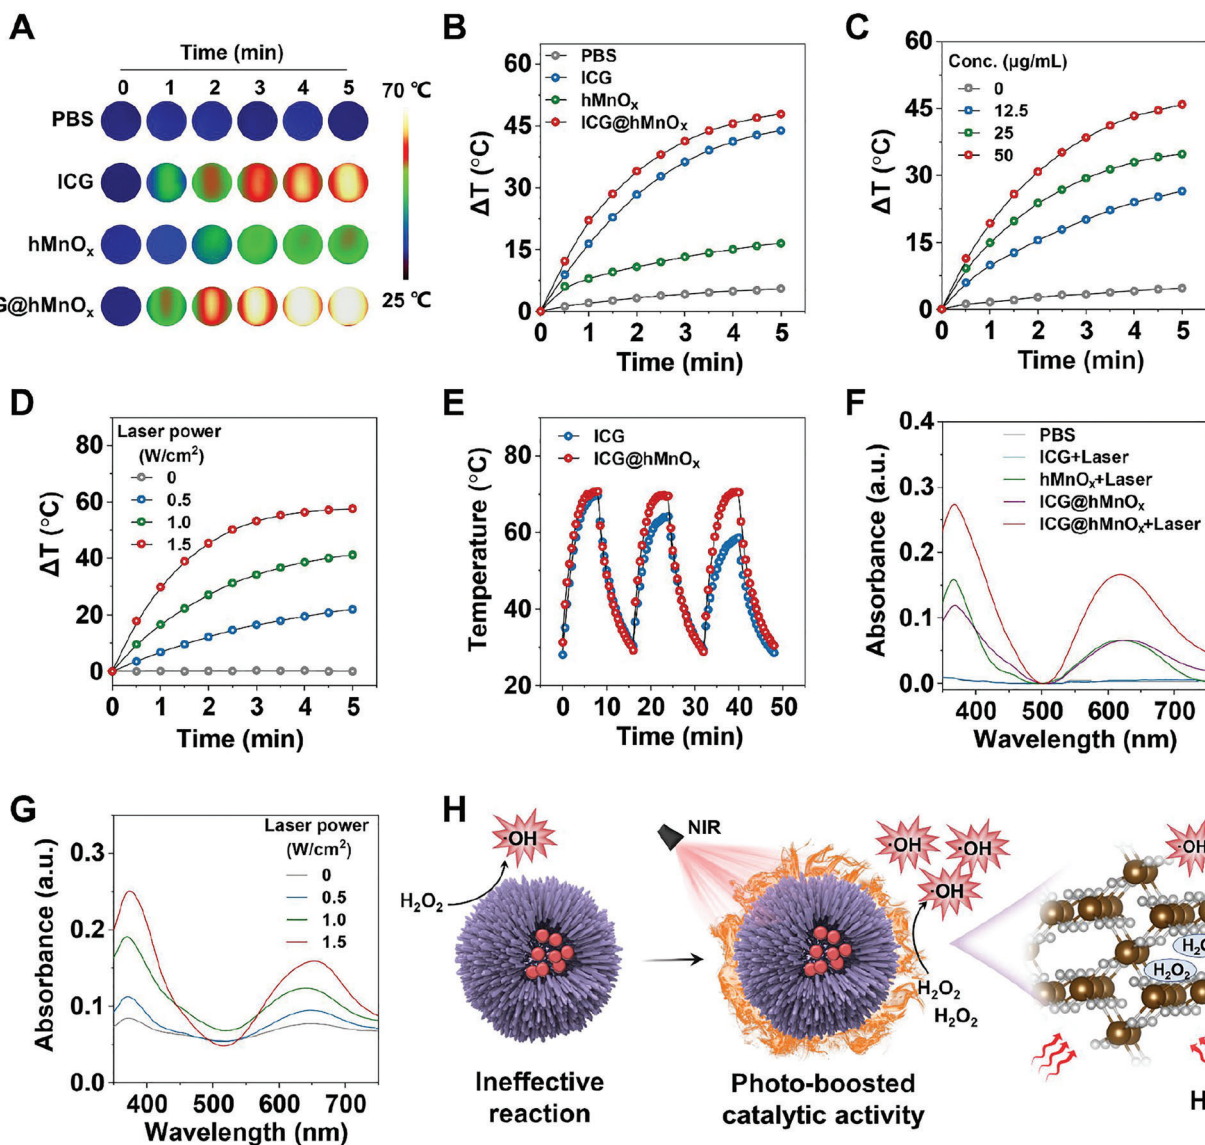 A
Time (min)
0 1 2 3 4 5
PBS
ICG
hMnOₓ
G@hMnOₓ
70 ℃
25 ℃
B
ΔT (°C)
60
45
30
15
0
PBS
ICG
hMnOₓ
ICG@hMnOₓ
0 1 2 3 4 5
Time (min)
C
ΔT (°C)
60
45
30
15
0
Conc. (μg/mL)
0
12.5
25
50
0 1 2 3 4 5
Time (min)
D
ΔT (°C)
80
60
40
20
0
Laser power
(W/cm²)
0
0.5
1.0
1.5
0 1 2 3 4 5
Time (min)
E
Temperature (°C)
80
60
40
20
ICG
ICG@hMnOₓ
0 10 20 30 40 50
Time (min)
F
Absorbance (a.u.)
0.4
0.3
0.2
0.1
0.0
PBS
ICG+Laser
hMnOₓ+Laser
ICG@hMnOₓ
ICG@hMnOₓ+Laser
400 500 600 700
Wavelength (nm)
G
Absorbance (a.u.)
0.3
0.2
0.1
0.0
Laser power
(W/cm²)
0
0.5
1.0
1.5
400 500 600 700
Wavelength (nm)
H
·OH
H₂O₂
Ineffective
reaction
NIR
·OH
·OH
·OH
H₂O₂
H₂O₂
Photo-boosted
catalytic activity
·OH
H₂O
H₂O₂
H